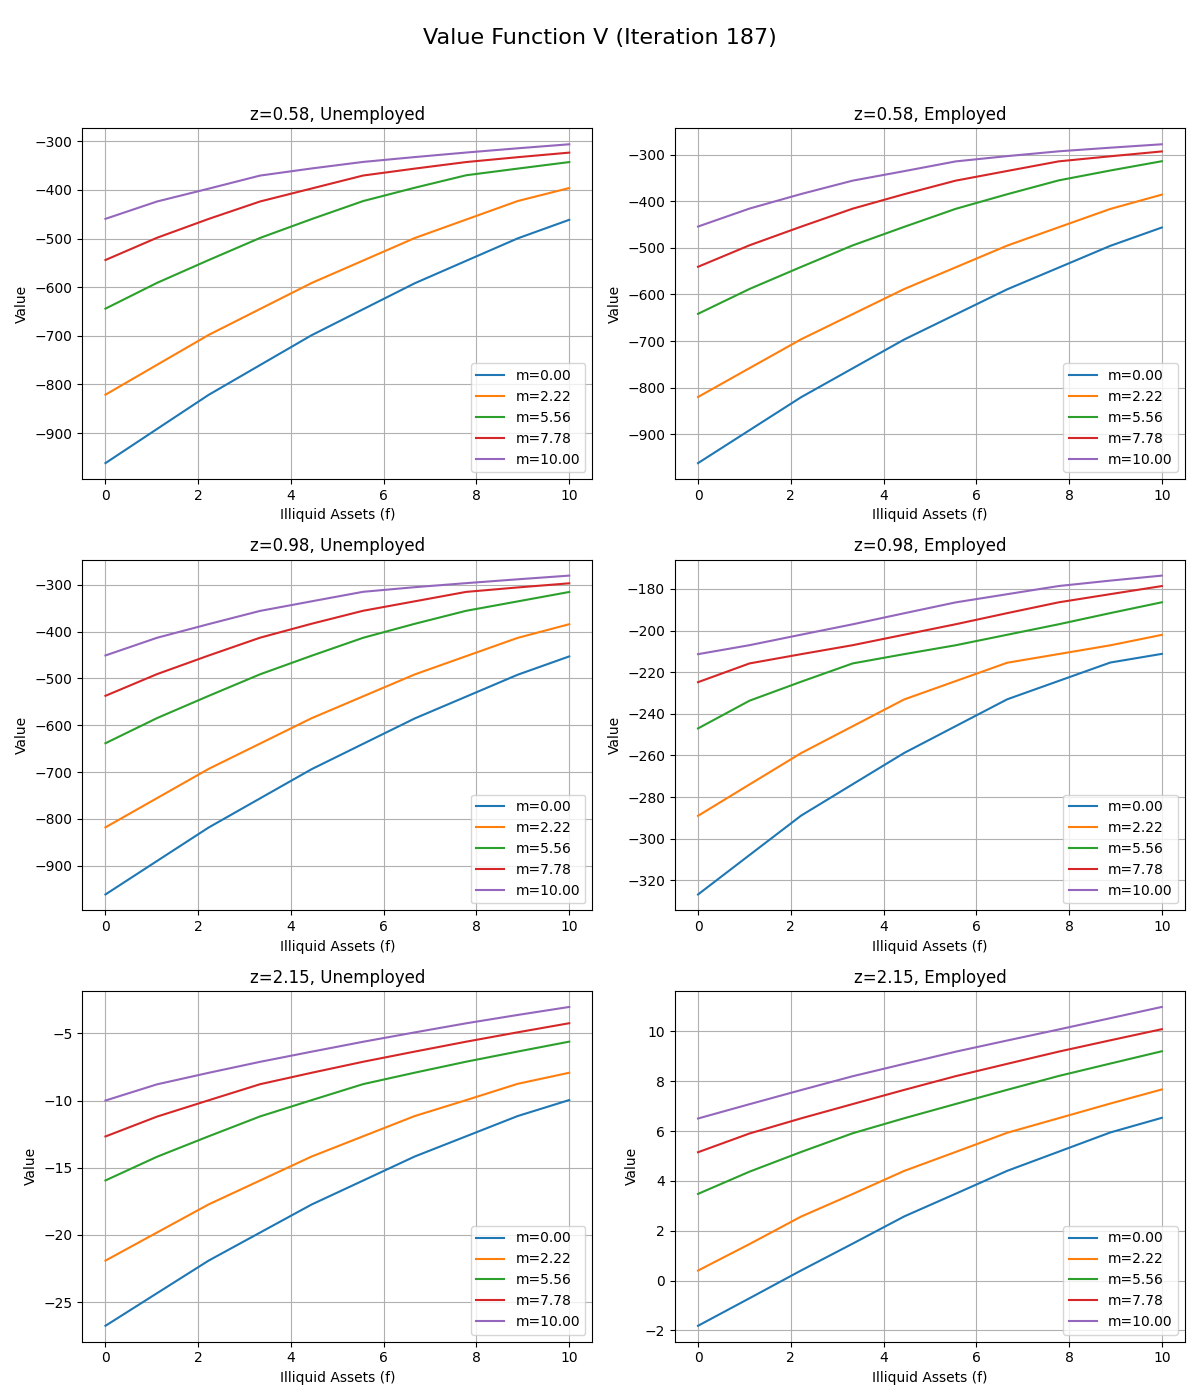 Value Function V (Iteration 187)
z=0.58, Unemployed
−300
−400
−500
−600
−700
−800
−900
Value
0 2 4 6 8 10
Illiquid Assets (f)
m=0.00
m=2.22
m=5.56
m=7.78
m=10.00
z=0.58, Employed
−300
−400
−500
−600
−700
−800
−900
Value
0 2 4 6 8 10
Illiquid Assets (f)
m=0.00
m=2.22
m=5.56
m=7.78
m=10.00
z=0.98, Unemployed
−300
−400
−500
−600
−700
−800
−900
Value
0 2 4 6 8 10
Illiquid Assets (f)
m=0.00
m=2.22
m=5.56
m=7.78
m=10.00
z=0.98, Employed
−180
−200
−220
−240
−260
−280
−300
−320
Value
0 2 4 6 8 10
Illiquid Assets (f)
m=0.00
m=2.22
m=5.56
m=7.78
m=10.00
z=2.15, Unemployed
−5
−10
−15
−20
−25
Value
0 2 4 6 8 10
Illiquid Assets (f)
m=0.00
m=2.22
m=5.56
m=7.78
m=10.00
z=2.15, Employed
10
8
6
4
2
0
−2
Value
0 2 4 6 8 10
Illiquid Assets (f)
m=0.00
m=2.22
m=5.56
m=7.78
m=10.00